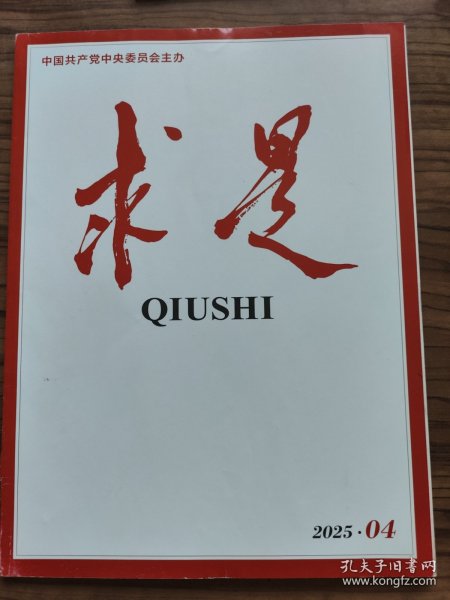 中国共产党中央委员会主办
求是
QIUSHI
2025·04
孔夫子旧书网
www.kongfz.com